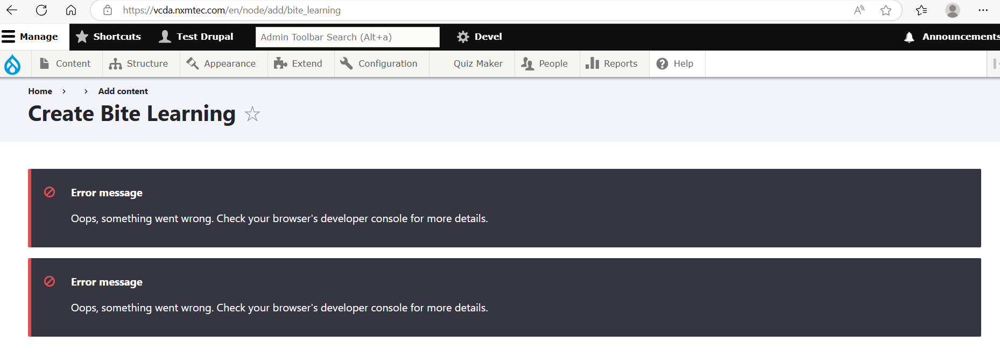 https://vcda.nxmtec.com/en/node/add/bite_learning
Manage Shortcuts Test Drupal Admin Toolbar Search (Alt+a) Devel Announcements
Content Structure Appearance Extend Configuration Quiz Maker People Reports Help
Home › › Add content
Create Bite Learning
Error message
Oops, something went wrong. Check your browser's developer console for more details.
Error message
Oops, something went wrong. Check your browser's developer console for more details.